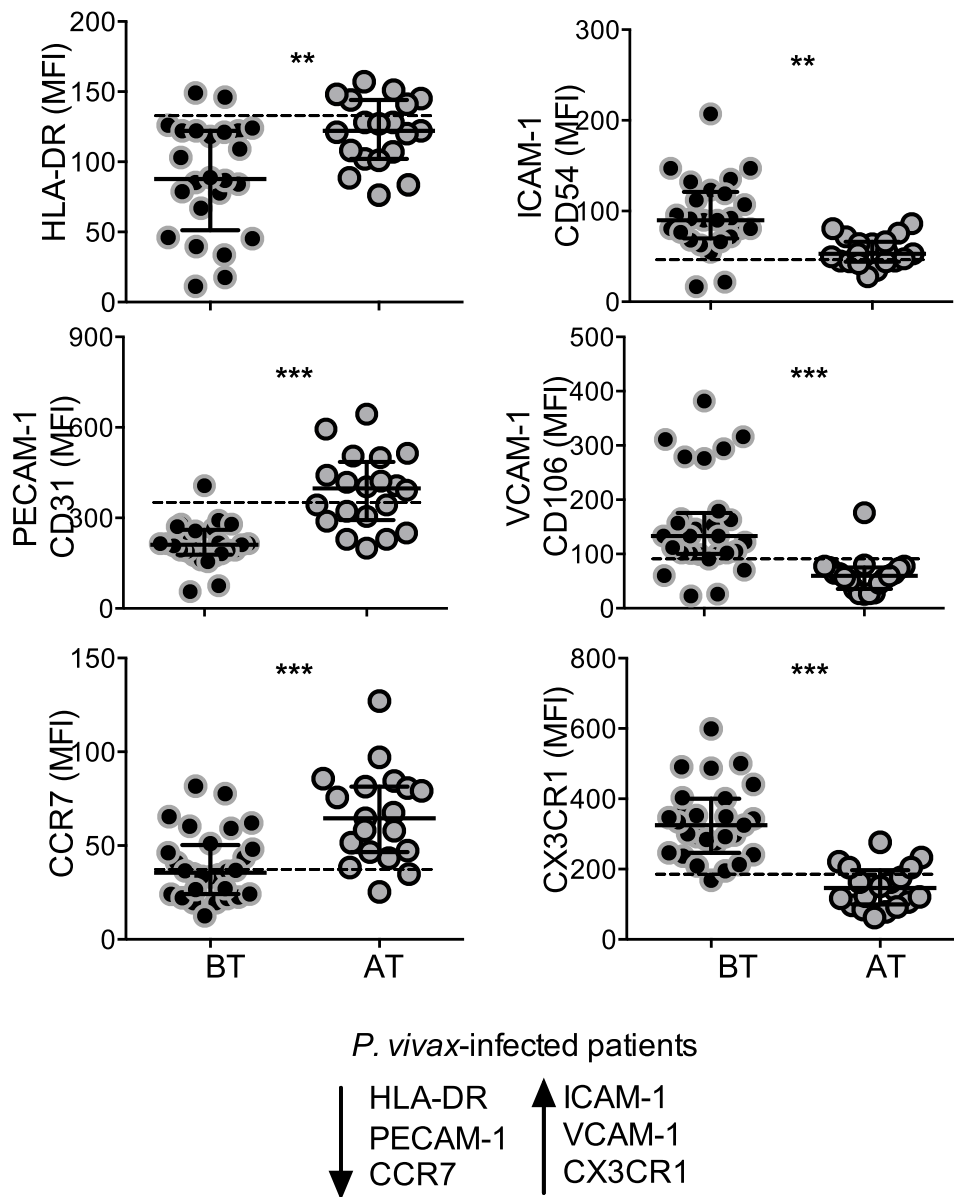 200
150
100
50
0
HLA-DR (MFI)
**
300
200
100
0
ICAM-1
CD54 (MFI)
**
900
600
300
0
PECAM-1
CD31 (MFI)
***
500
400
300
200
100
0
VCAM-1
CD106 (MFI)
***
150
100
50
0
CCR7 (MFI)
***
BT AT
800
600
400
200
0
CX3CR1 (MFI)
***
BT AT
P. vivax-infected patients
HLA-DR
PECAM-1
CCR7
ICAM-1
VCAM-1
CX3CR1